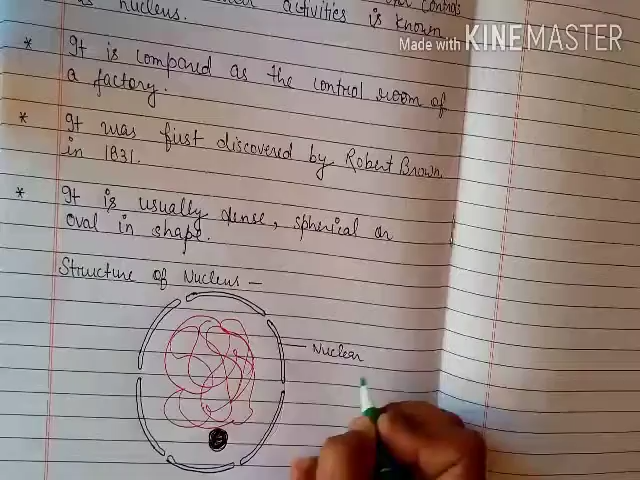 activities is known
as nucleus.
Made with KINEMASTER
* It is compared as the control room of
a factory.
* It was first discovered by Robert Brown
in 1831.
* It is usually dense, spherical or
oval in shape.
Structure of Nucleus —
Nuclear